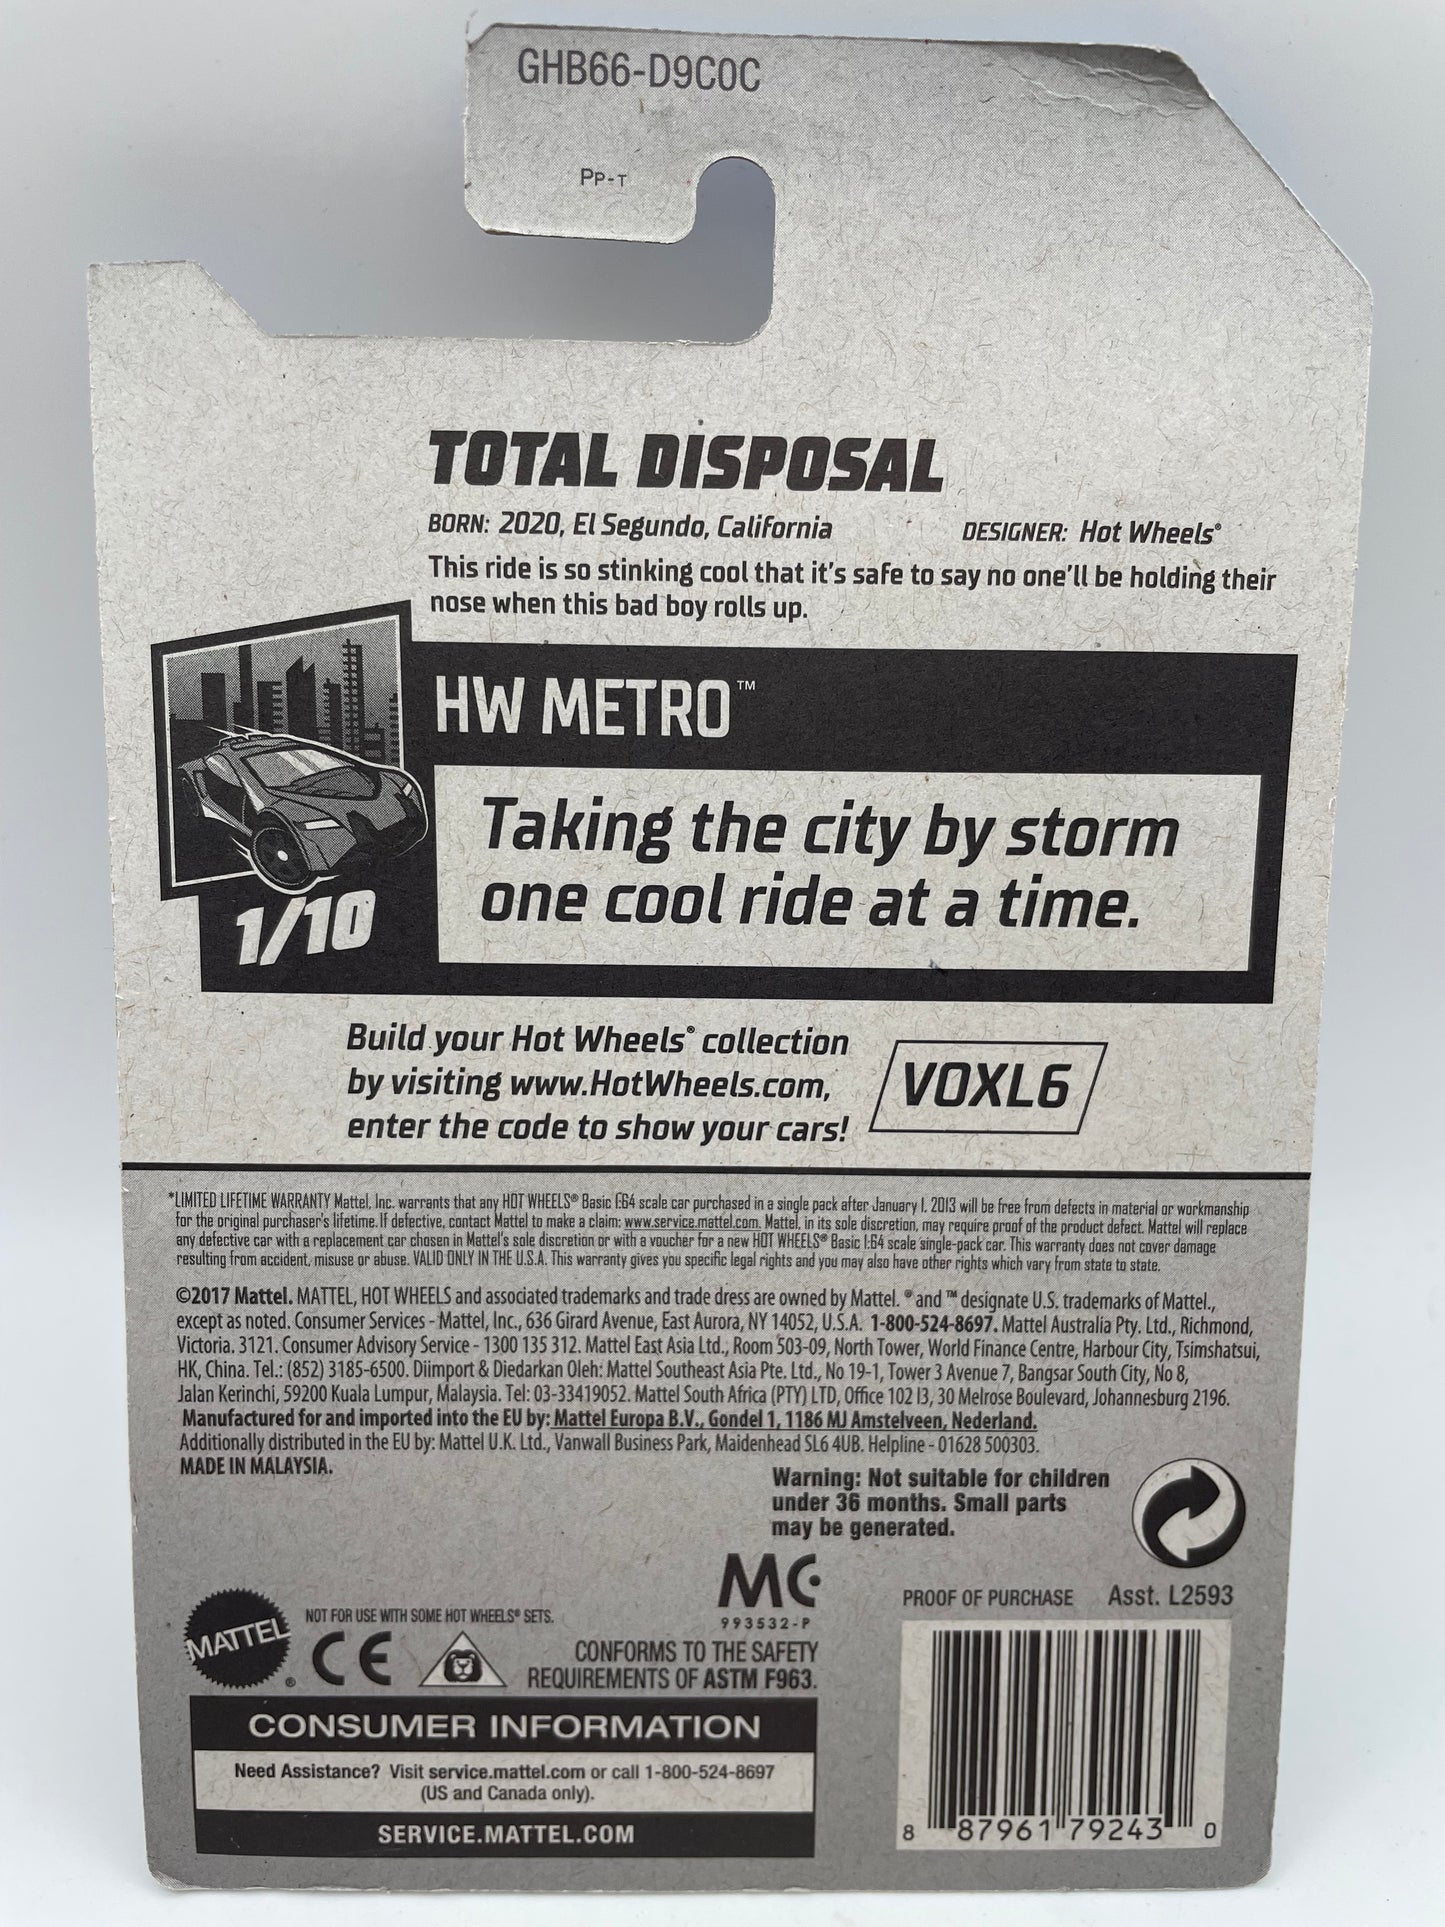 GHB66-D9C0C
PP-T
TOTAL DISPOSAL
BORN: 2020, El Segundo, California DESIGNER: Hot Wheels®
This ride is so stinking cool that it's safe to say no one'll be holding their
nose when this bad boy rolls up.
HW METRO™
Taking the city by storm
one cool ride at a time.
1/10
Build your Hot Wheels® collection
by visiting www.HotWheels.com,
enter the code to show your cars!
VOXL6
*LIMITED LIFETIME WARRANTY Mattel, Inc. warrants that any HOT WHEELS® Basic 1:64 scale car purchased in a single pack after January 1, 2013 will be free from defects in material or workmanship
for the original purchaser's lifetime. If defective, contact Mattel to make a claim: www.service.mattel.com. Mattel, in its sole discretion, may require proof of the product defect. Mattel will replace
any defective car with a replacement car chosen in Mattel's sole discretion or with a voucher for a new HOT WHEELS® Basic 1:64 scale single-pack car. This warranty does not cover damage
resulting from accident, misuse or abuse. VALID ONLY IN THE U.S.A. This warranty gives you specific legal rights and you may also have other rights which vary from state to state.
©2017 Mattel. MATTEL, HOT WHEELS and associated trademarks and trade dress are owned by Mattel. ® and ™ designate U.S. trademarks of Mattel.,
except as noted. Consumer Services - Mattel, Inc., 636 Girard Avenue, East Aurora, NY 14052, U.S.A. 1-800-524-8697. Mattel Australia Pty. Ltd., Richmond,
Victoria. 3121. Consumer Advisory Service - 1300 135 312. Mattel East Asia Ltd., Room 503-09, North Tower, World Finance Centre, Harbour City, Tsimshatsui,
HK, China. Tel.: (852) 3185-6500. Diimport & Diedarkan Oleh: Mattel Southeast Asia Pte. Ltd., No 19-1, Tower 3 Avenue 7, Bangsar South City, No 8,
Jalan Kerinchi, 59200 Kuala Lumpur, Malaysia. Tel: 03-33419052. Mattel South Africa (PTY) LTD, Office 102 I3, 30 Melrose Boulevard, Johannesburg 2196.
Manufactured for and imported into the EU by: Mattel Europa B.V., Gondel 1, 1186 MJ Amstelveen, Nederland.
Additionally distributed in the EU by: Mattel U.K. Ltd., Vanwall Business Park, Maidenhead SL6 4UB. Helpline - 01628 500303.
MADE IN MALAYSIA.
Warning: Not suitable for children
under 36 months. Small parts
may be generated.
MC
993532-P
PROOF OF PURCHASE Asst. L2593
MATTEL®
NOT FOR USE WITH SOME HOT WHEELS® SETS.
CE
CONFORMS TO THE SAFETY
REQUIREMENTS OF ASTM F963.
CONSUMER INFORMATION
Need Assistance? Visit service.mattel.com or call 1-800-524-8697
(US and Canada only).
SERVICE.MATTEL.COM
8 87961 79243 0